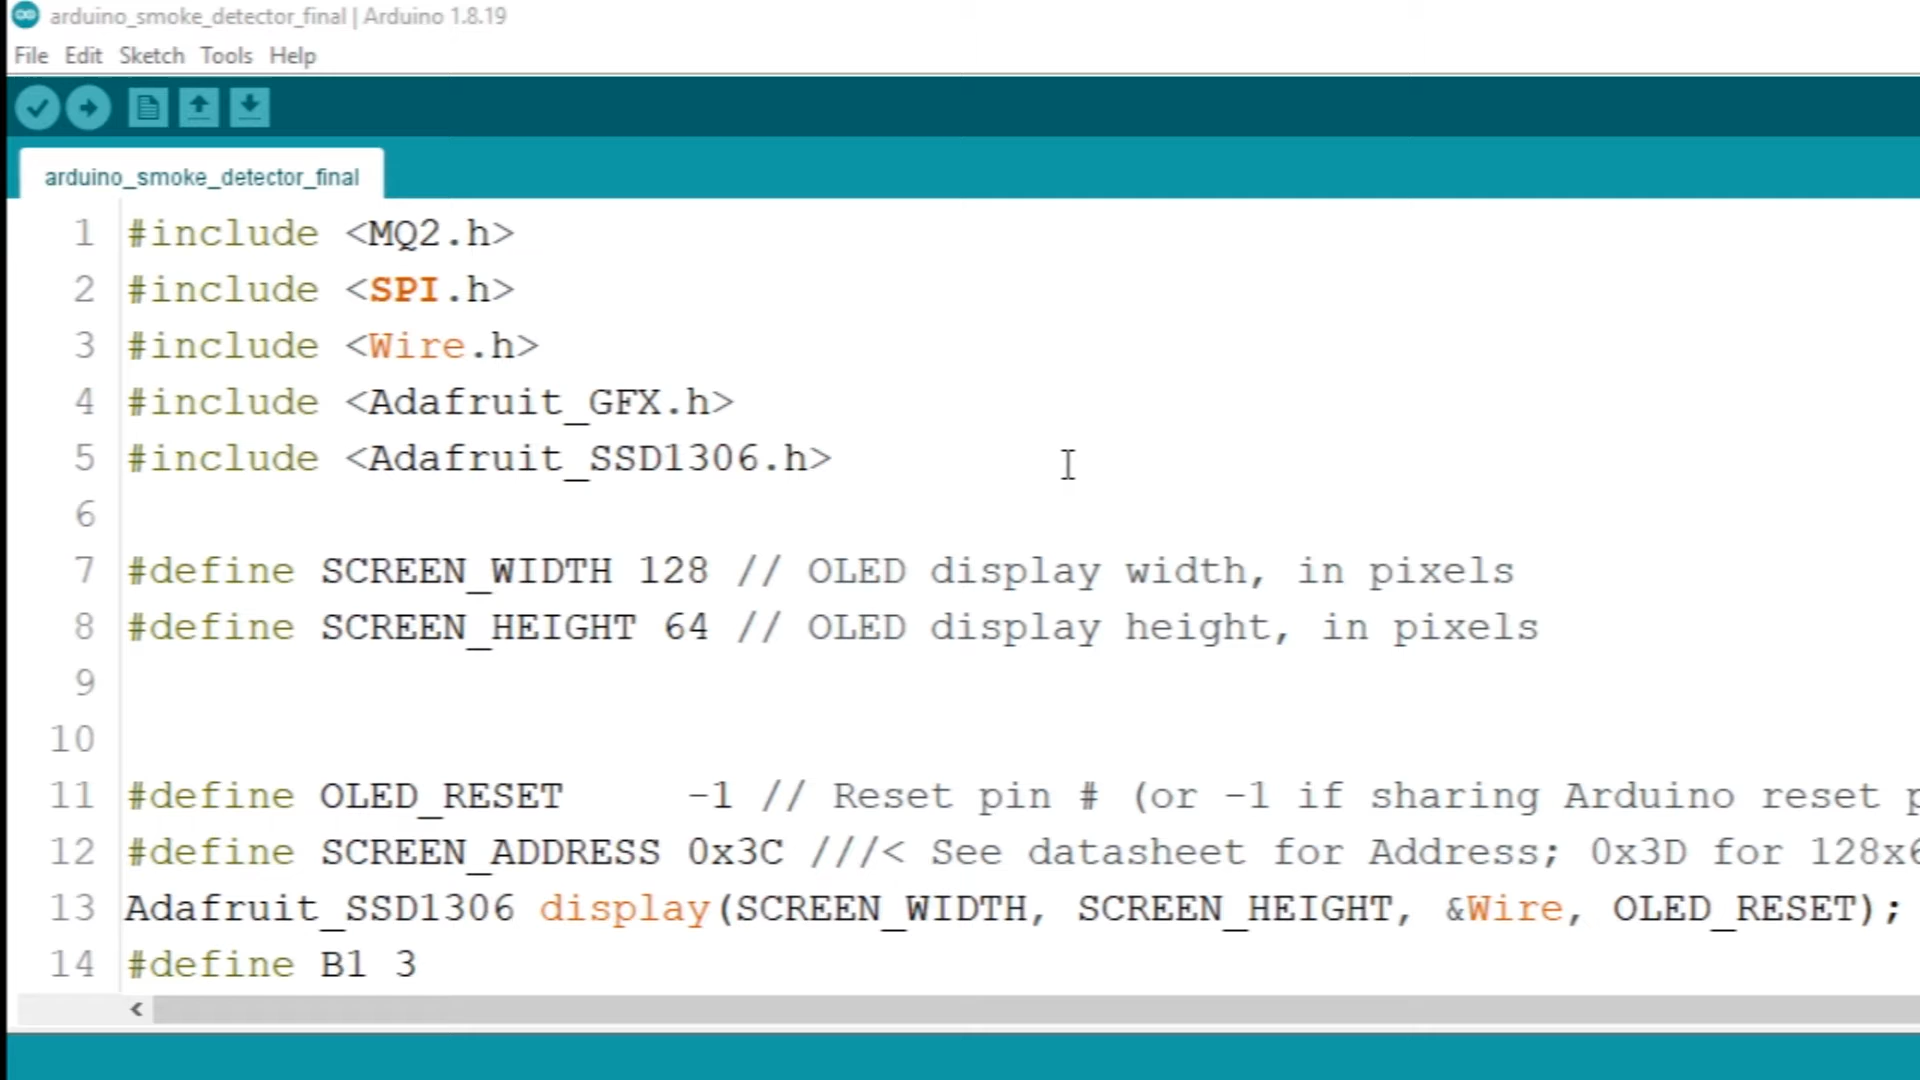 arduino_smoke_detector_final | Arduino 1.8.19
File Edit Sketch Tools Help
arduino_smoke_detector_final
1 #include <MQ2.h>
2 #include <SPI.h>
3 #include <Wire.h>
4 #include <Adafruit_GFX.h>
5 #include <Adafruit_SSD1306.h>
6
7 #define SCREEN_WIDTH 128 // OLED display width, in pixels
8 #define SCREEN_HEIGHT 64 // OLED display height, in pixels
9
10
11 #define OLED_RESET     -1 // Reset pin # (or -1 if sharing Arduino reset
12 #define SCREEN_ADDRESS 0x3C ///< See datasheet for Address; 0x3D for
13 Adafruit_SSD1306 display(SCREEN_WIDTH, SCREEN_HEIGHT, &Wire, OLED_RESET);
14 #define B1 3